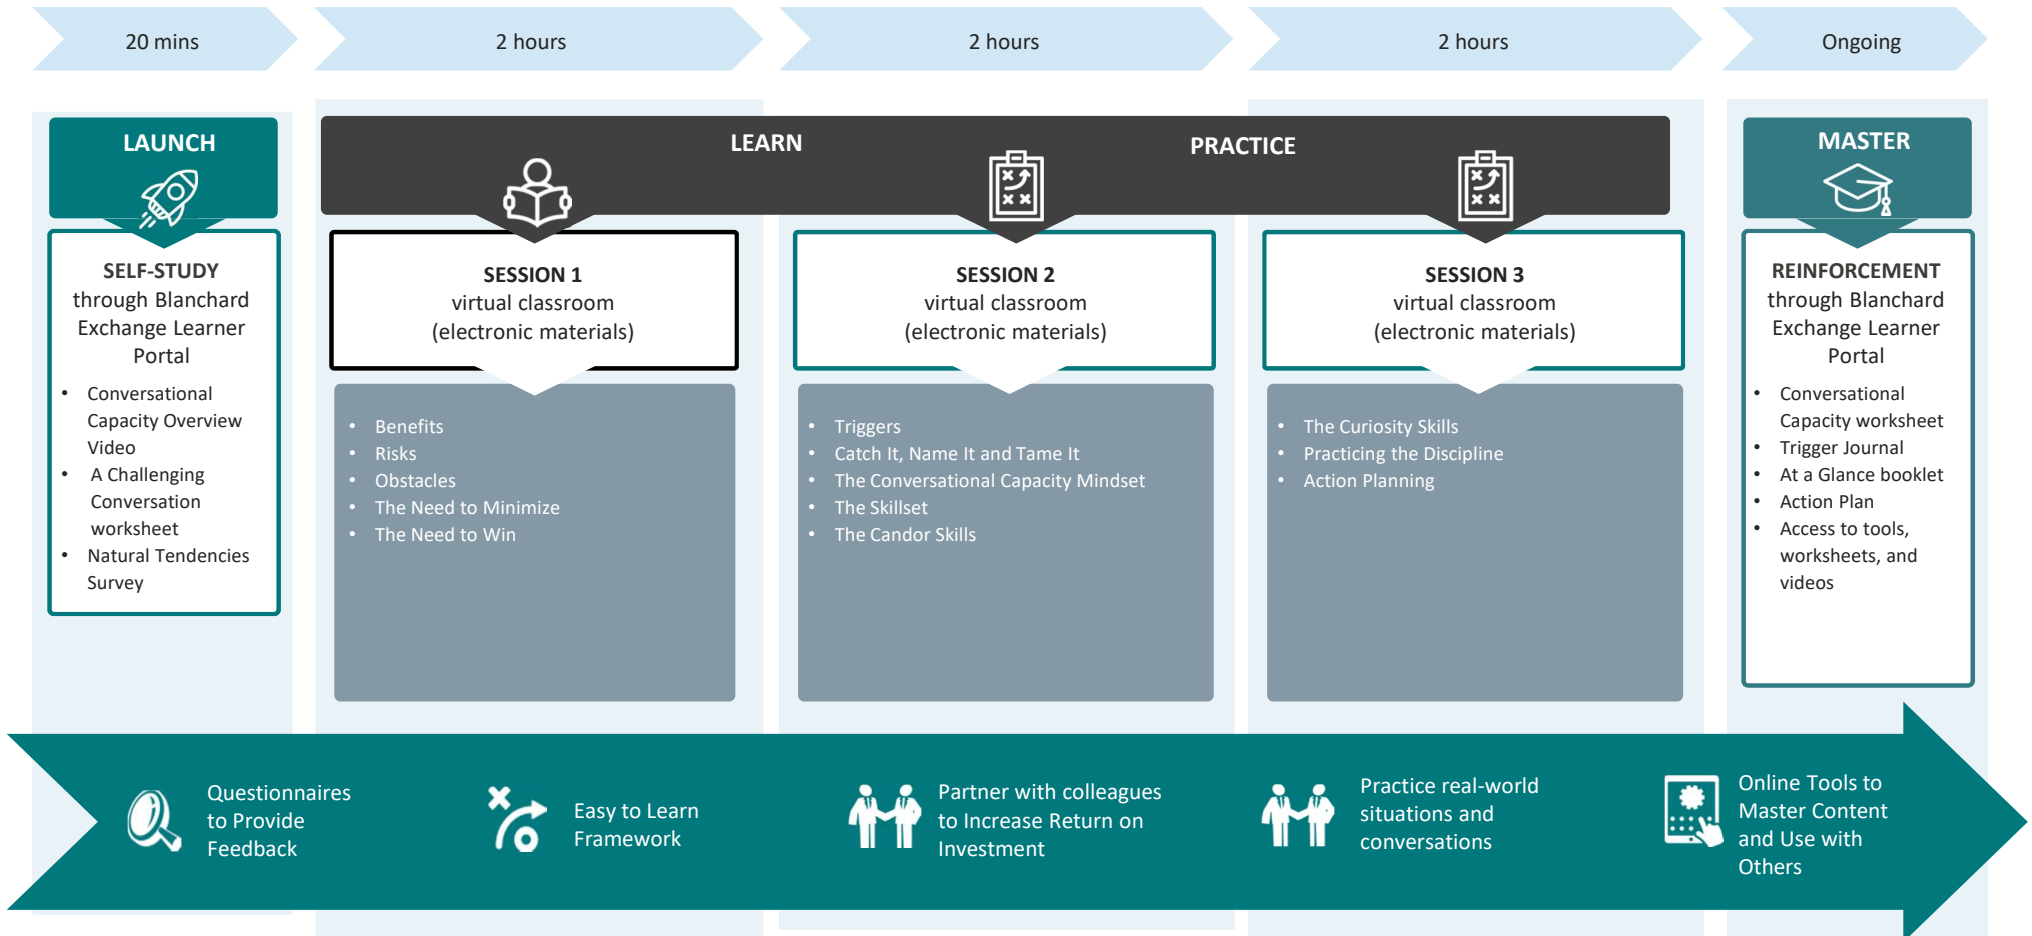 20 mins
2 hours
2 hours
2 hours
Ongoing
LAUNCH
LEARN
PRACTICE
MASTER
SELF-STUDY
through Blanchard
Exchange Learner
Portal
• Conversational
Capacity Overview
Video
• A Challenging
Conversation
worksheet
• Natural Tendencies
Survey
SESSION 1
virtual classroom
(electronic materials)
• Benefits
• Risks
• Obstacles
• The Need to Minimize
• The Need to Win
SESSION 2
virtual classroom
(electronic materials)
• Triggers
• Catch It, Name It and Tame It
• The Conversational Capacity Mindset
• The Skillset
• The Candor Skills
SESSION 3
virtual classroom
(electronic materials)
• The Curiosity Skills
• Practicing the Discipline
• Action Planning
REINFORCEMENT
through Blanchard
Exchange Learner
Portal
• Conversational
Capacity worksheet
• Trigger Journal
• At a Glance booklet
• Action Plan
• Access to tools,
worksheets, and
videos
Questionnaires
to Provide
Feedback
Easy to Learn
Framework
Partner with colleagues
to Increase Return on
Investment
Practice real-world
situations and
conversations
Online Tools to
Master Content
and Use with
Others